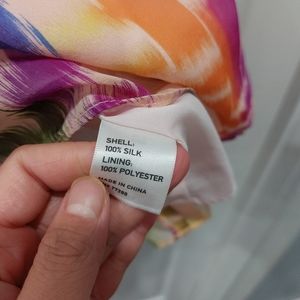 SHELL:
100% SILK
LINING:
100% POLYESTER
MADE IN CHINA